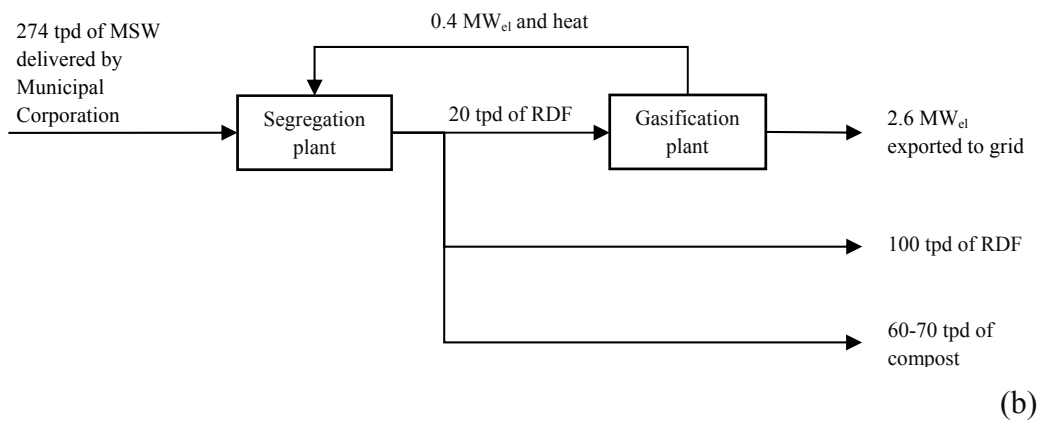 0.4 MWel and heat
274 tpd of MSW
delivered by
Municipal
Corporation
Segregation
plant
20 tpd of RDF
Gasification
plant
2.6 MWel
exported to grid
100 tpd of RDF
60-70 tpd of
compost
(b)